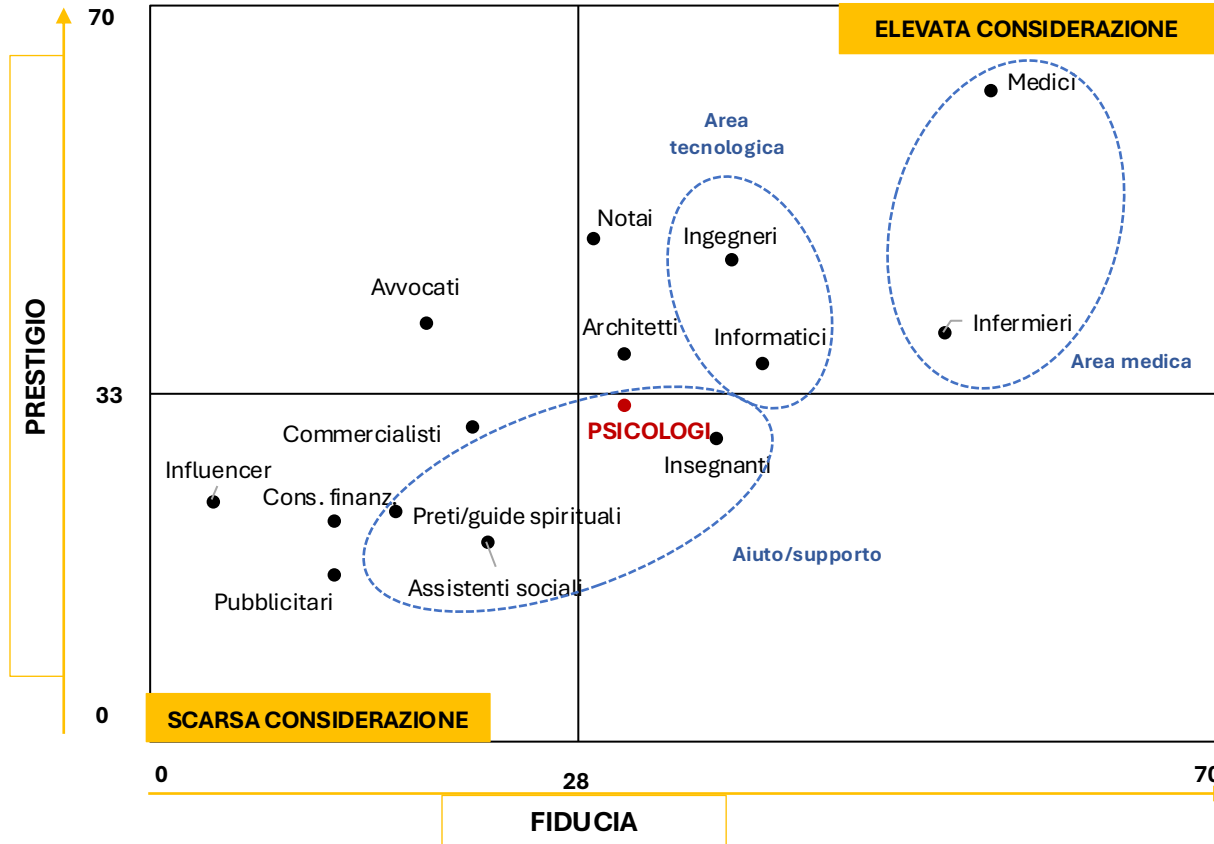 70
ELEVATA CONSIDERAZIONE
Medici
Area
tecnologica
Notai
Ingegneri
Avvocati
Architetti
Informatici
Infermieri
Area medica
PRESTIGIO
33
PSICOLOGI
Commercialisti
Insegnanti
Influencer
Cons. finanz.
Preti/guide spirituali
Aiuto/supporto
Assistenti sociali
Pubblicitari
0
SCARSA CONSIDERAZIONE
0
28
70
FIDUCIA